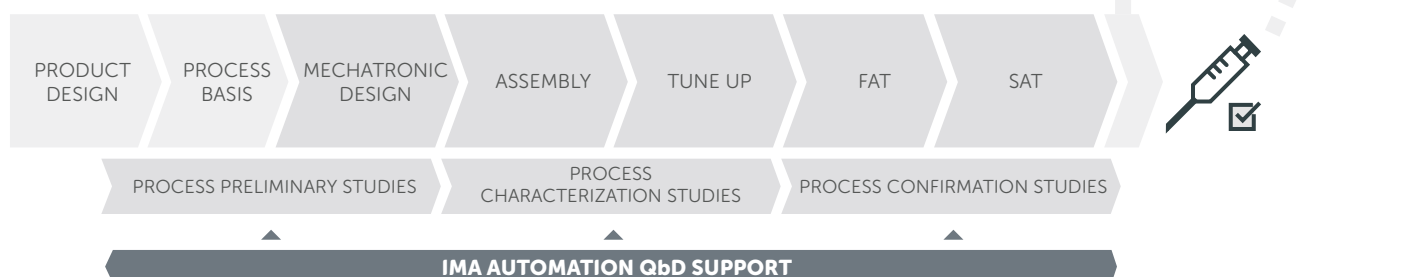 PRODUCT
DESIGN
PROCESS
BASIS
MECHATRONIC
DESIGN
ASSEMBLY
TUNE UP
FAT
SAT
PROCESS PRELIMINARY STUDIES
PROCESS
CHARACTERIZATION STUDIES
PROCESS CONFIRMATION STUDIES
IMA AUTOMATION QbD SUPPORT